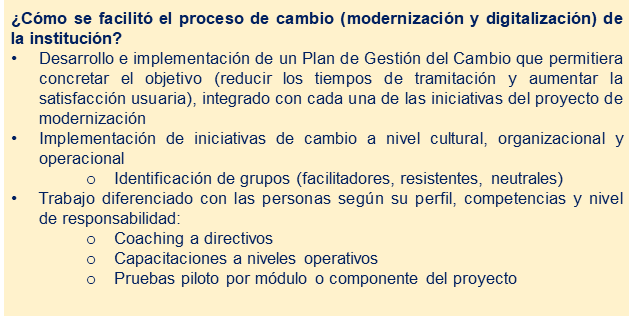 ¿Cómo se facilitó el proceso de cambio (modernización y digitalización) de
la institución?
• Desarrollo e implementación de un Plan de Gestión del Cambio que permitiera
concretar el objetivo (reducir los tiempos de tramitación y aumentar la
satisfacción usuaria), integrado con cada una de las iniciativas del proyecto de
modernización
• Implementación de iniciativas de cambio a nivel cultural, organizacional y
operacional
o Identificación de grupos (facilitadores, resistentes, neutrales)
• Trabajo diferenciado con las personas según su perfil, competencias y nivel
de responsabilidad:
o Coaching a directivos
o Capacitaciones a niveles operativos
o Pruebas piloto por módulo o componente del proyecto